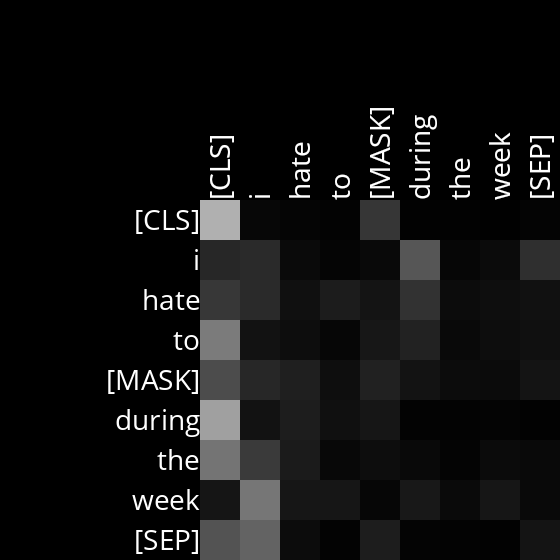 [CLS] i hate to [MASK] during the week [SEP]
[CLS]
i
hate
to
[MASK]
during
the
week
[SEP]